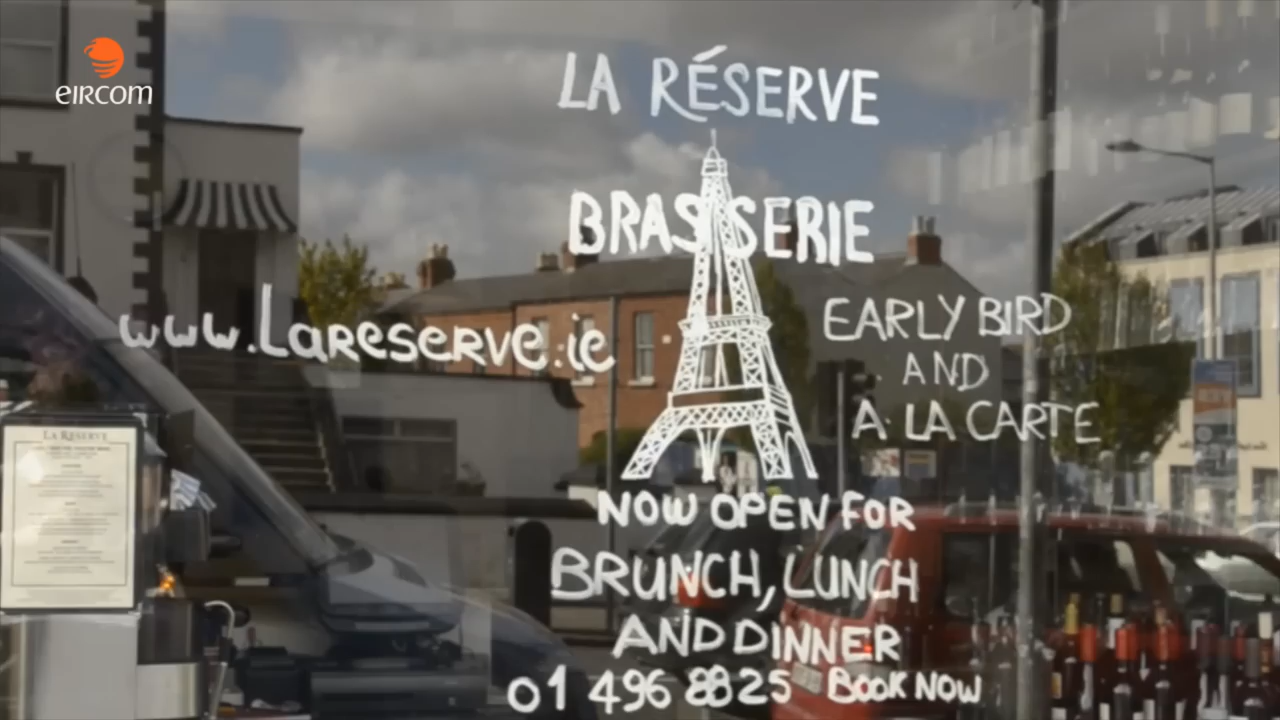 eircom
LA RÉSERVE
BRASSERIE
www.LaReserve.ie
EARLY BIRD
AND
A LA CARTE
NOW OPEN FOR
BRUNCH, LUNCH
AND DINNER
01 496 8825 BOOK NOW
LA RÉSERVE